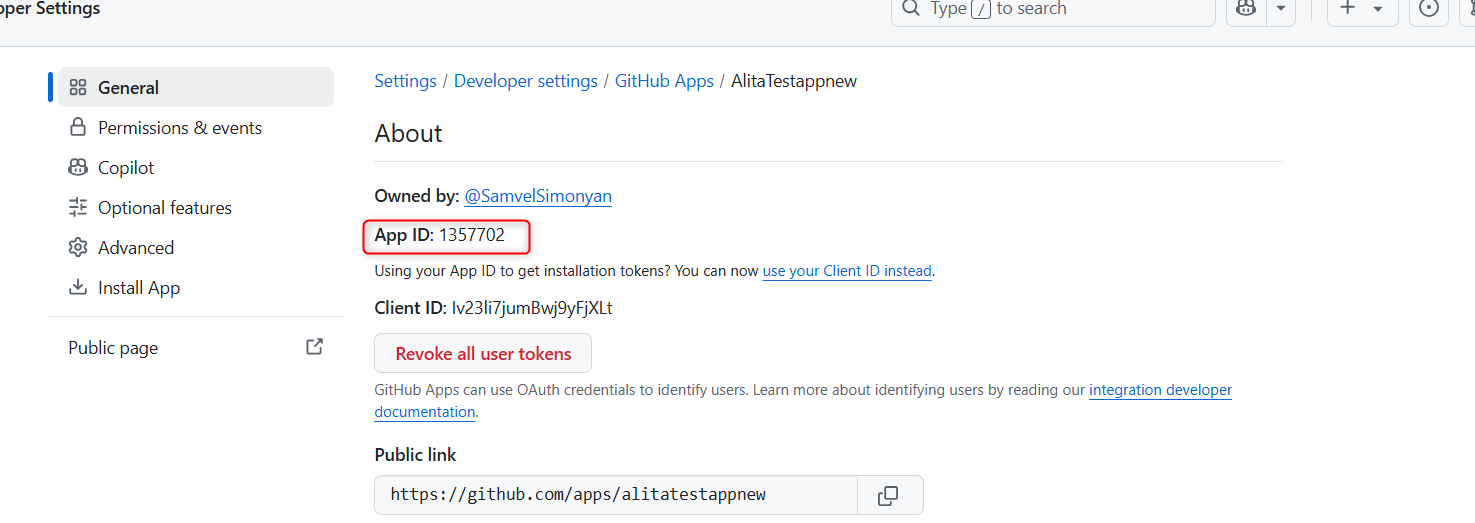 oper Settings
Type / to search
General
Permissions & events
Copilot
Optional features
Advanced
Install App
Public page
Settings / Developer settings / GitHub Apps / AlitaTestappnew
About
Owned by: @SamvelSimonyan
App ID: 1357702
Using your App ID to get installation tokens? You can now use your Client ID instead.
Client ID: Iv23li7jumBwj9yFjXLt
Revoke all user tokens
GitHub Apps can use OAuth credentials to identify users. Learn more about identifying users by reading our integration developer
documentation.
Public link
https://github.com/apps/alitatestappnew